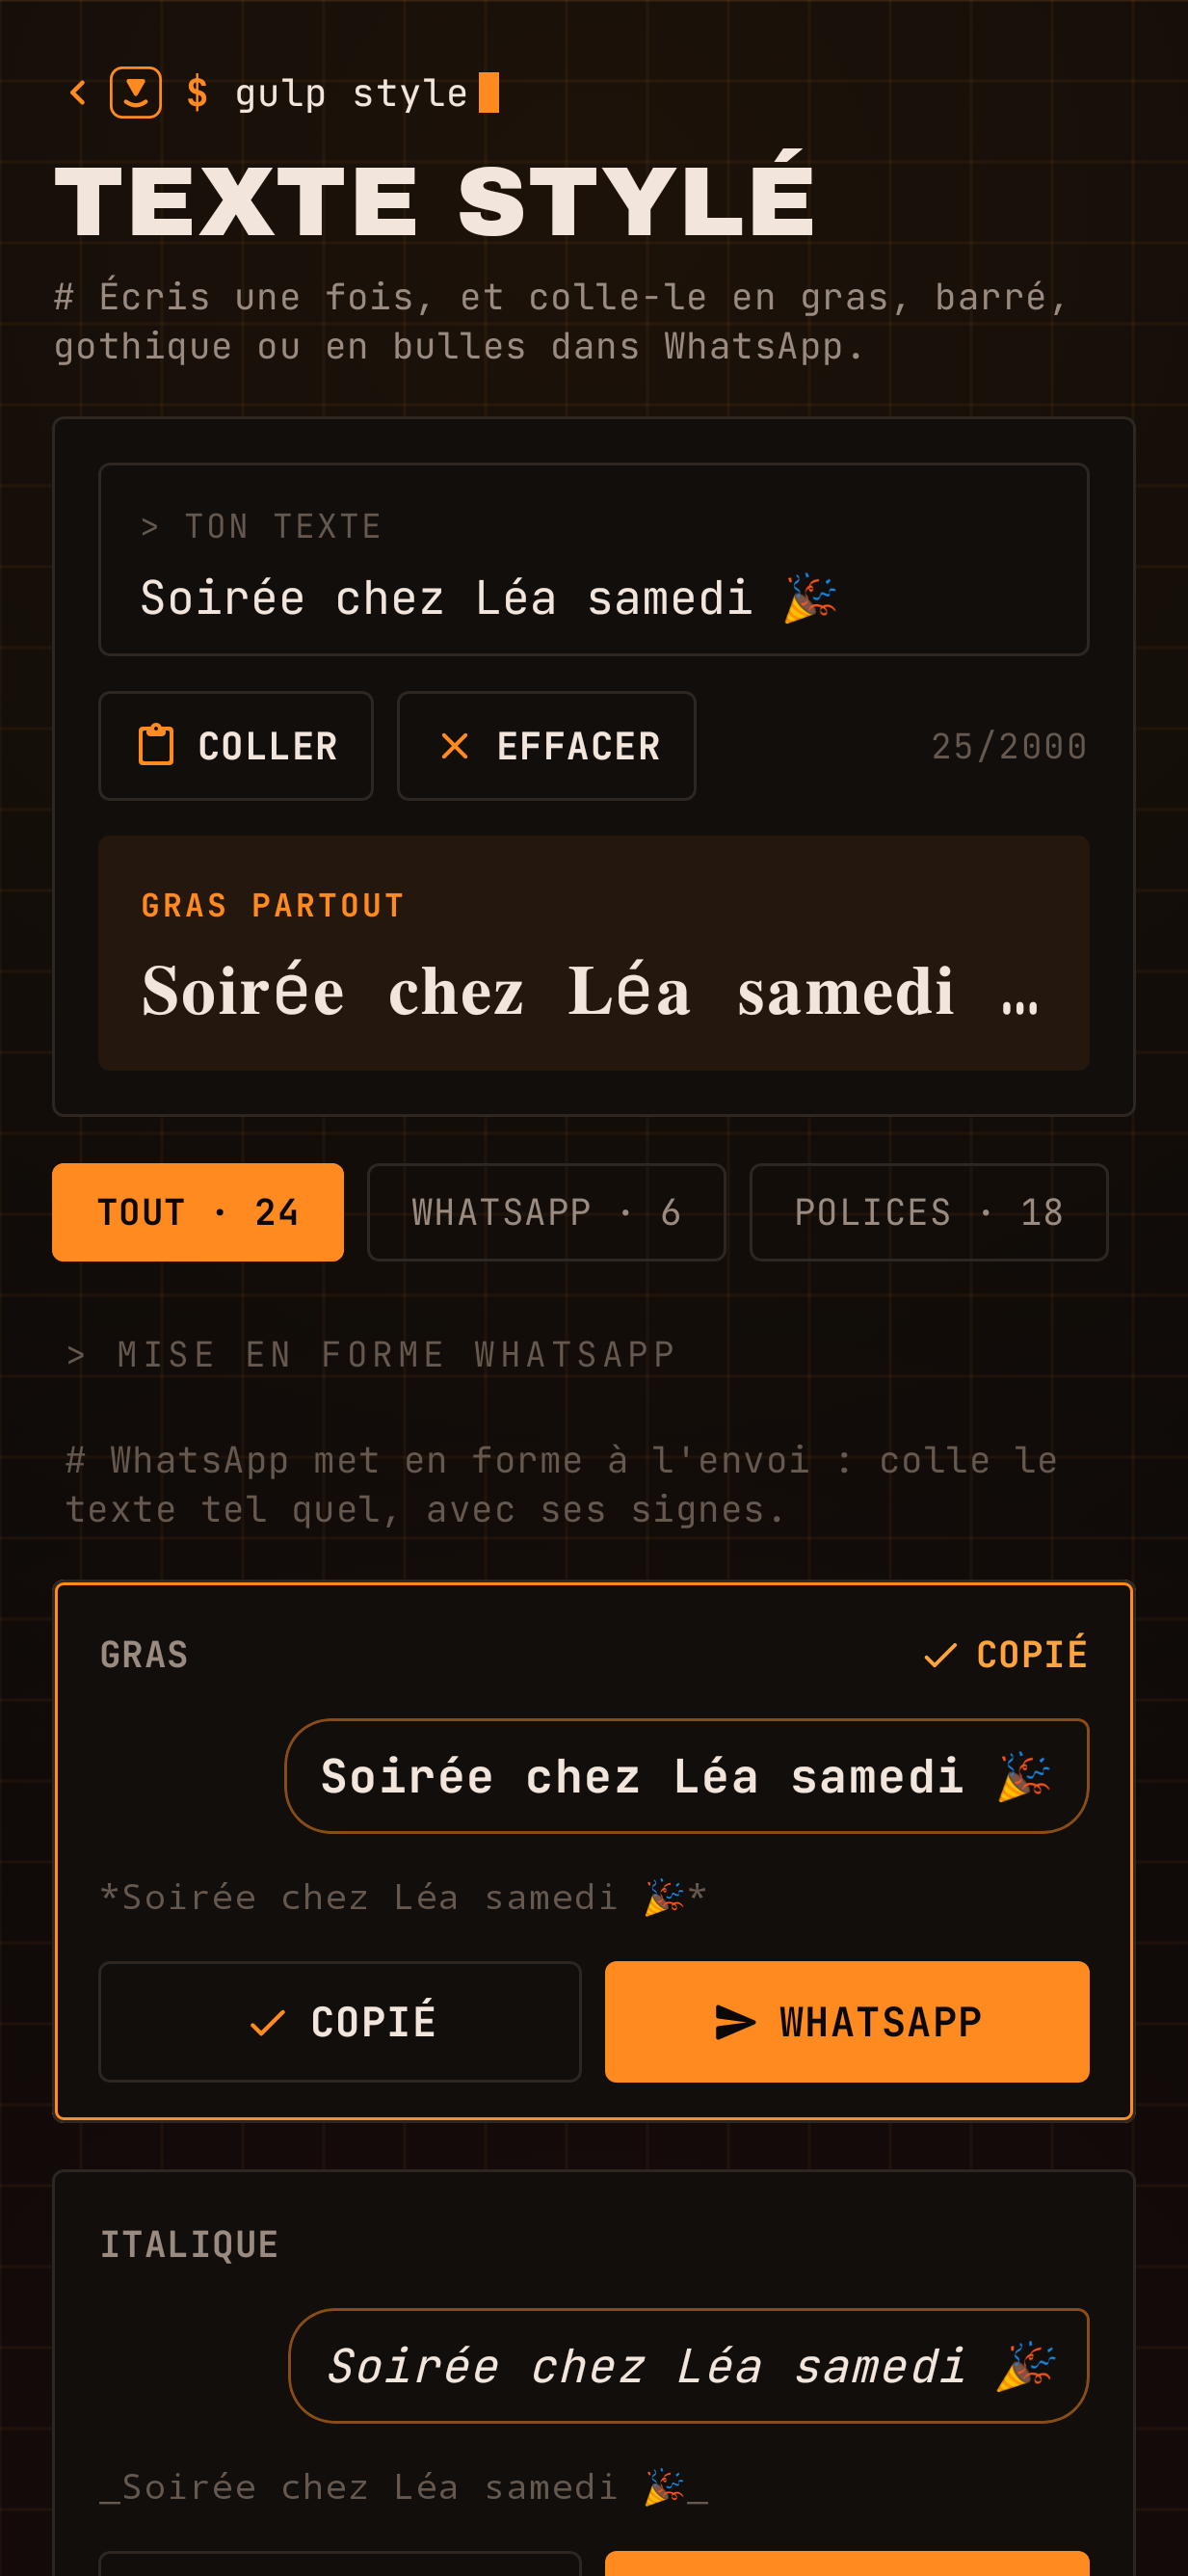 $ gulp style
TEXTE STYLÉ
# Écris une fois, et colle-le en gras, barré,
gothique ou en bulles dans WhatsApp.
> TON TEXTE
Soirée chez Léa samedi 🎉
COLLER
EFFACER
25/2000
GRAS PARTOUT
𝐒𝐨𝐢𝐫é𝐞 𝐜𝐡𝐞𝐳 𝐋é𝐚 𝐬𝐚𝐦𝐞𝐝𝐢 …
TOUT · 24
WHATSAPP · 6
POLICES · 18
> MISE EN FORME WHATSAPP
# WhatsApp met en forme à l'envoi : colle le
texte tel quel, avec ses signes.
GRAS
COPIÉ
Soirée chez Léa samedi 🎉
*Soirée chez Léa samedi 🎉*
COPIÉ
WHATSAPP
ITALIQUE
Soirée chez Léa samedi 🎉
_Soirée chez Léa samedi 🎉_